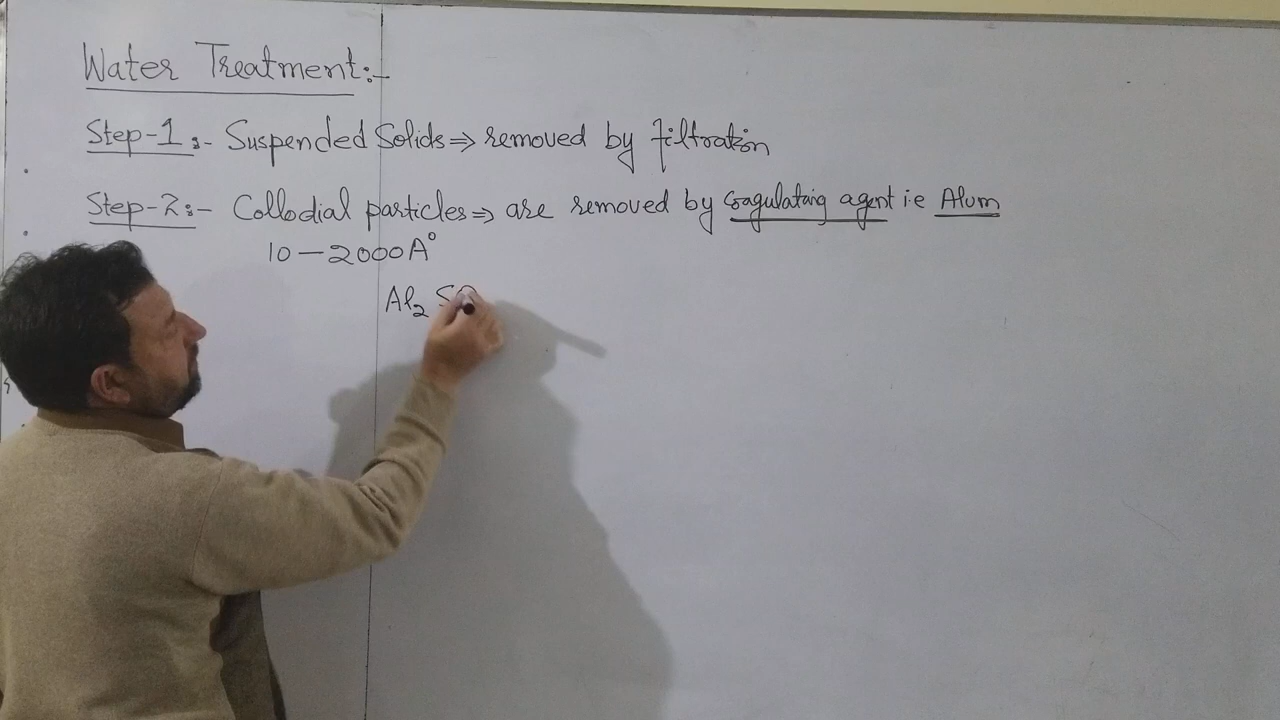 Water Treatment:-
Step-1:- Suspended Solids ⇒ removed by filtration
Step-2:- Collodial particles ⇒ are removed by Coagulating agent i.e Alum
10 — 2000A°
Al₂ SO